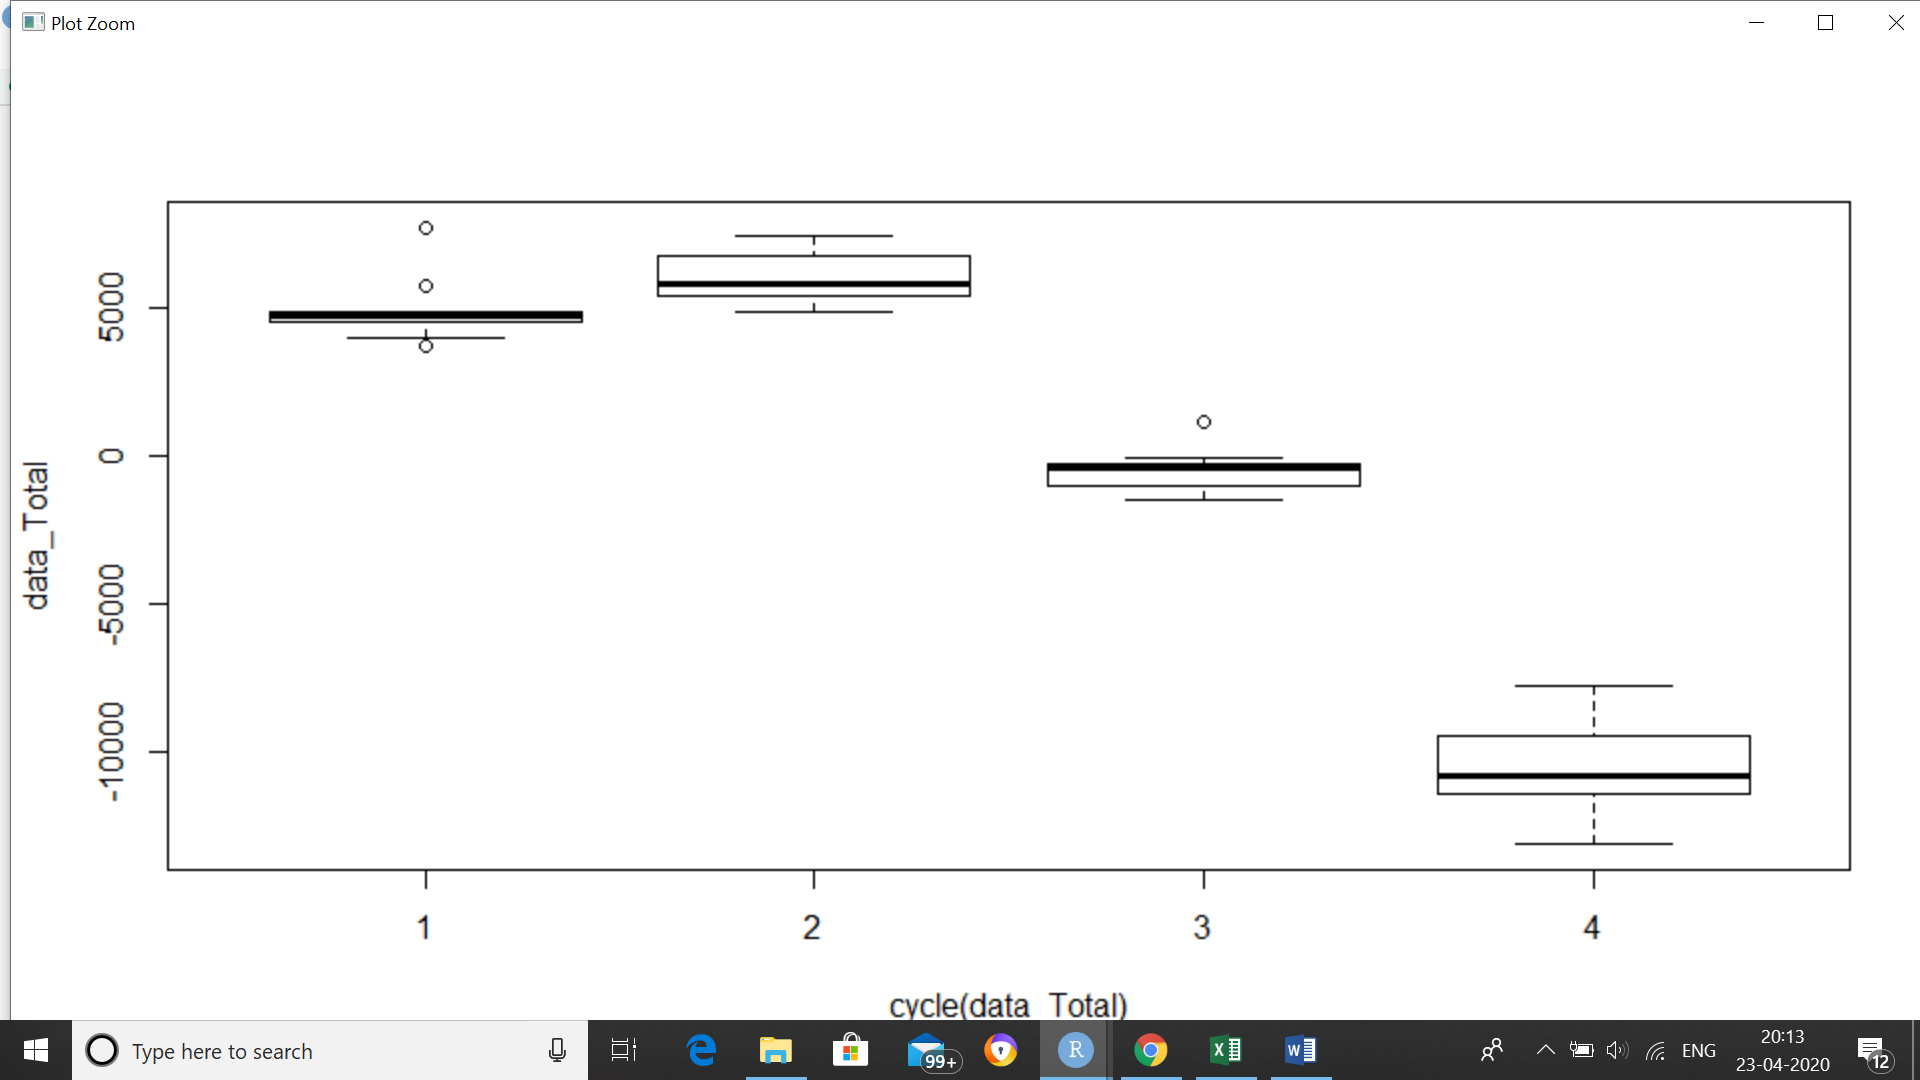 Plot Zoom
data_Total
5000
0
-5000
-10000
1 2 3 4
cycle(data_Total)
Type here to search
99+
R
ENG
20:13
23-04-2020
12